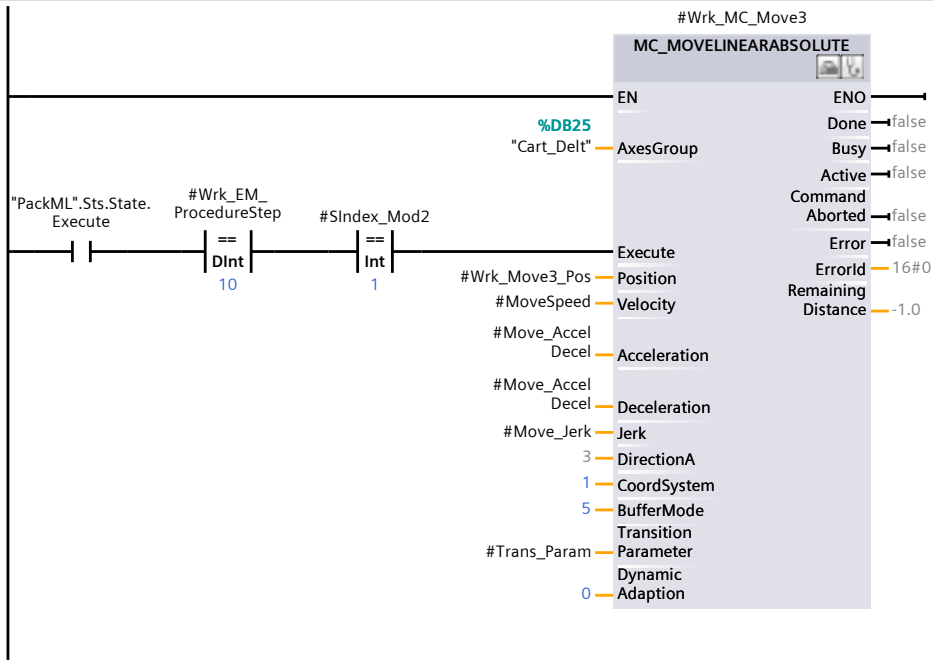 #Wrk_MC_Move3
MC_MOVELINEARABSOLUTE
EN
ENO
%DB25
"Cart_Delt"
AxesGroup
Done
false
Busy
false
Active
false
Command
Aborted
false
"PackML".Sts.State.
Execute
#Wrk_EM_
ProcedureStep
==
DInt
10
#SIndex_Mod2
==
Int
1
Execute
Error
false
#Wrk_Move3_Pos
Position
ErrorId
16#0
#MoveSpeed
Velocity
Remaining
Distance
-1.0
#Move_Accel
Decel
Acceleration
#Move_Accel
Decel
Deceleration
#Move_Jerk
Jerk
3
DirectionA
1
CoordSystem
5
BufferMode
#Trans_Param
Transition
Parameter
0
Dynamic
Adaption